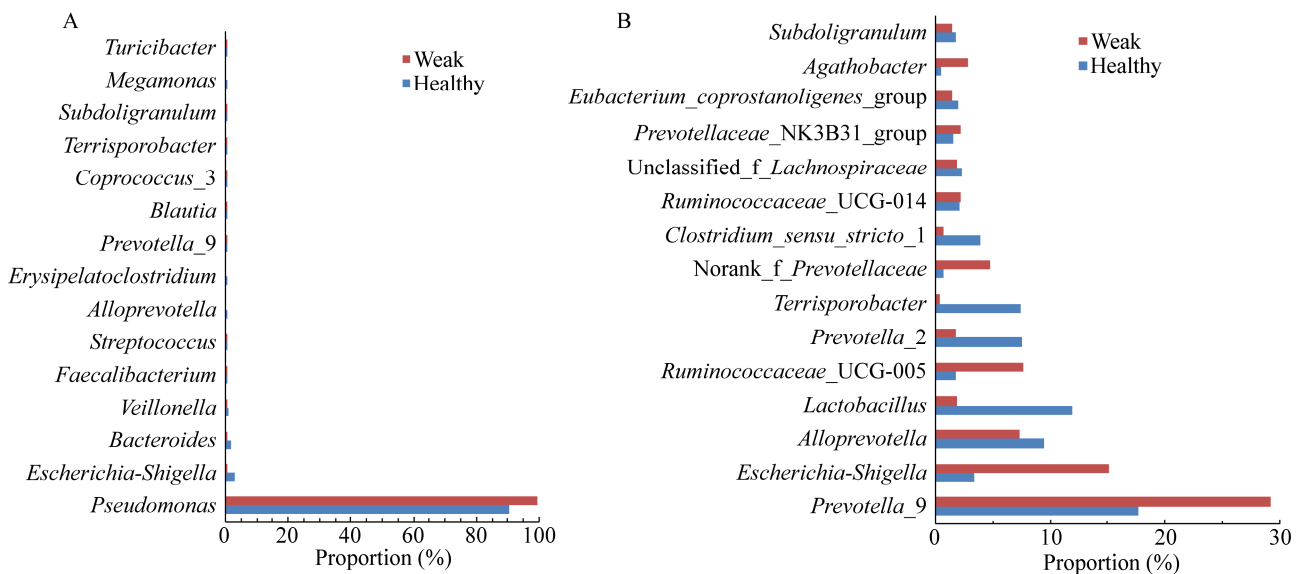 A
Turicibacter
Megamonas
Subdoligranulum
Terrisporobacter
Coprococcus_3
Blautia
Prevotella_9
Erysipelatoclostridium
Alloprevotella
Streptococcus
Faecalibacterium
Veillonella
Bacteroides
Escherichia-Shigella
Pseudomonas
Weak
Healthy
0 20 40 60 80 100
Proportion (%)
B
Subdoligranulum
Agathobacter
Eubacterium_coprostanoligenes_group
Prevotellaceae_NK3B31_group
Unclassified_f_Lachnospiraceae
Ruminococcaceae_UCG-014
Clostridium_sensu_stricto_1
Norank_f_Prevotellaceae
Terrisporobacter
Prevotella_2
Ruminococcaceae_UCG-005
Lactobacillus
Alloprevotella
Escherichia-Shigella
Prevotella_9
Weak
Healthy
0 10 20 30
Proportion (%)